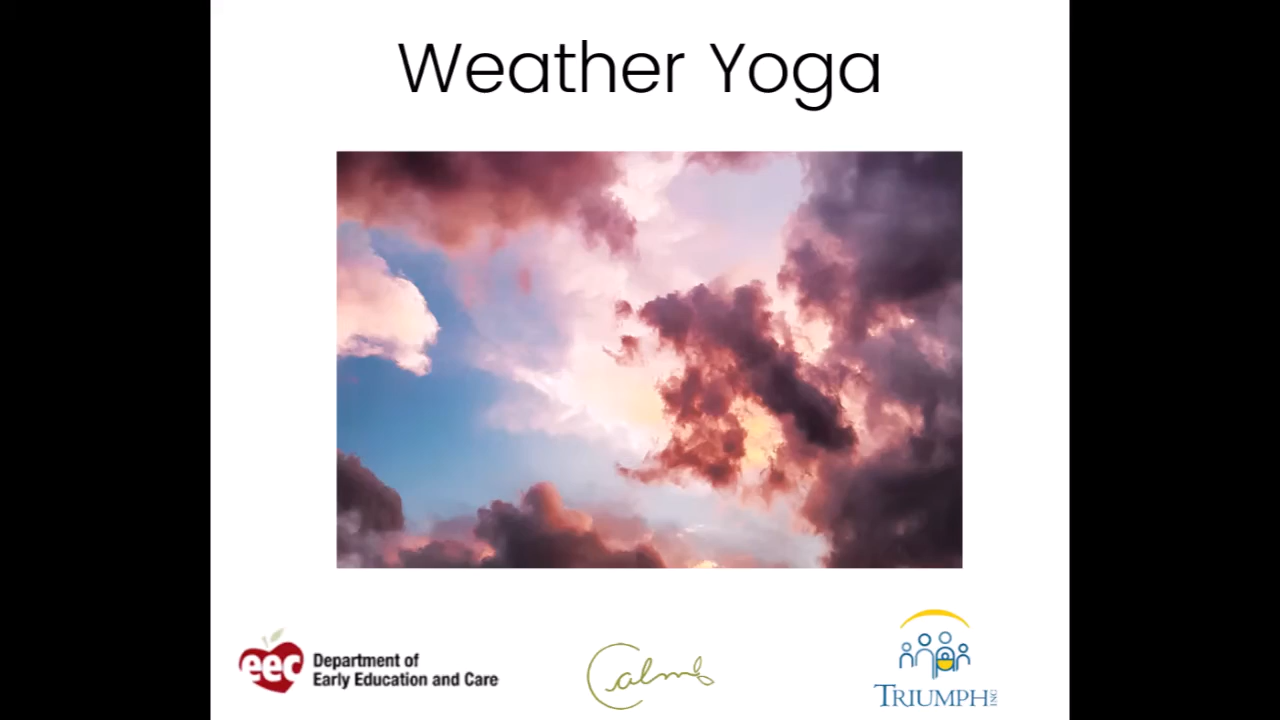 Weather Yoga
eec
Department of
Early Education and Care
Calm
TRIUMPH INC